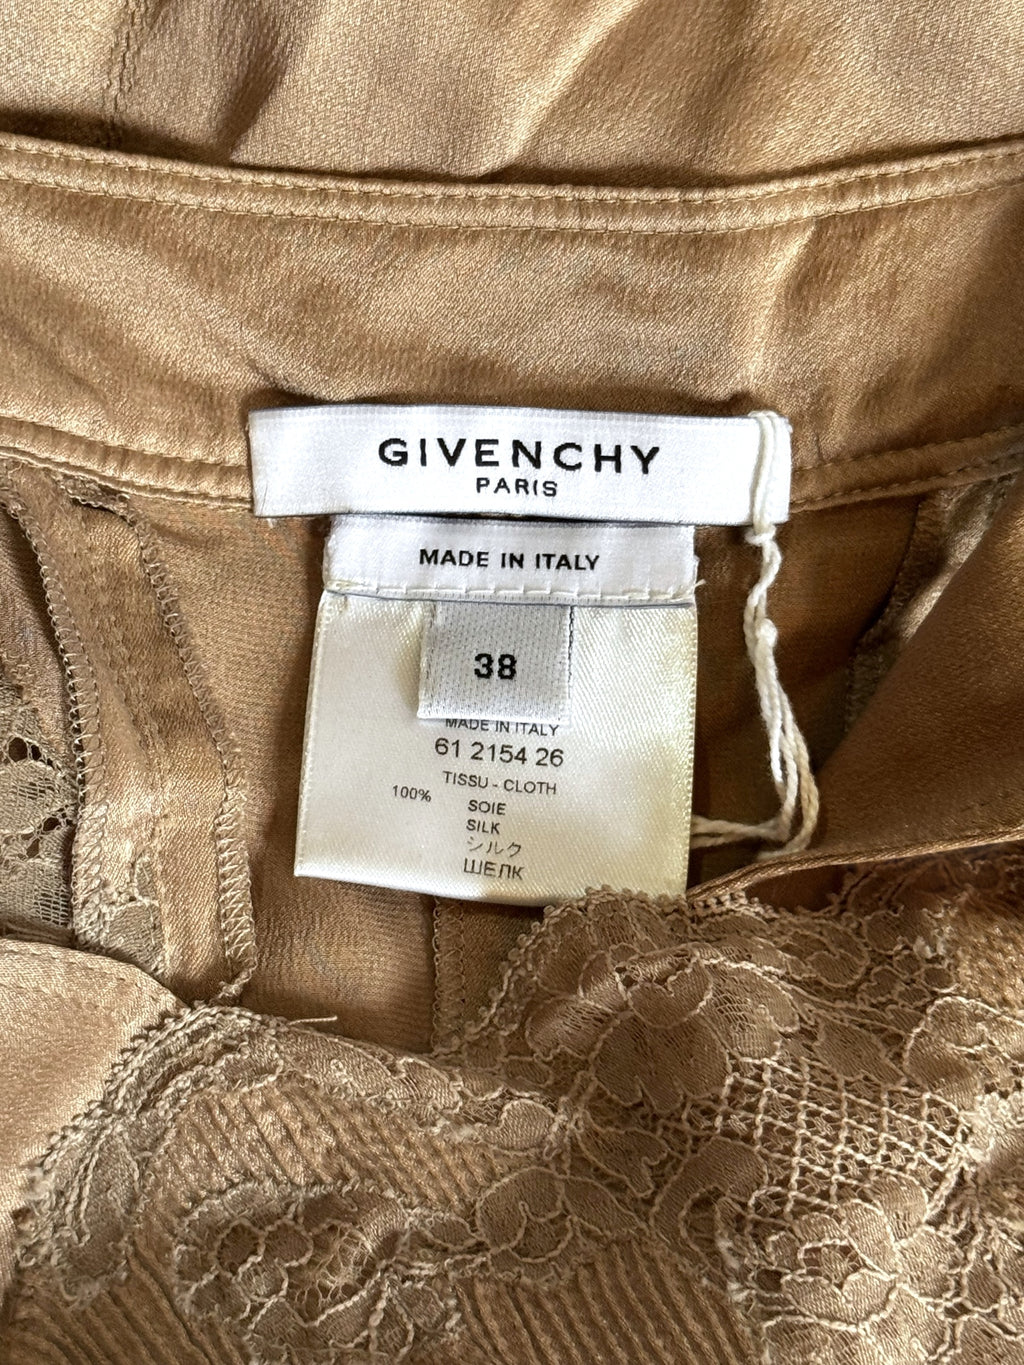 GIVENCHY
PARIS
MADE IN ITALY
38
MADE IN ITALY
61 2154 26
TISSU - CLOTH
100% SOIE
SILK
シルク
ШЕЛК